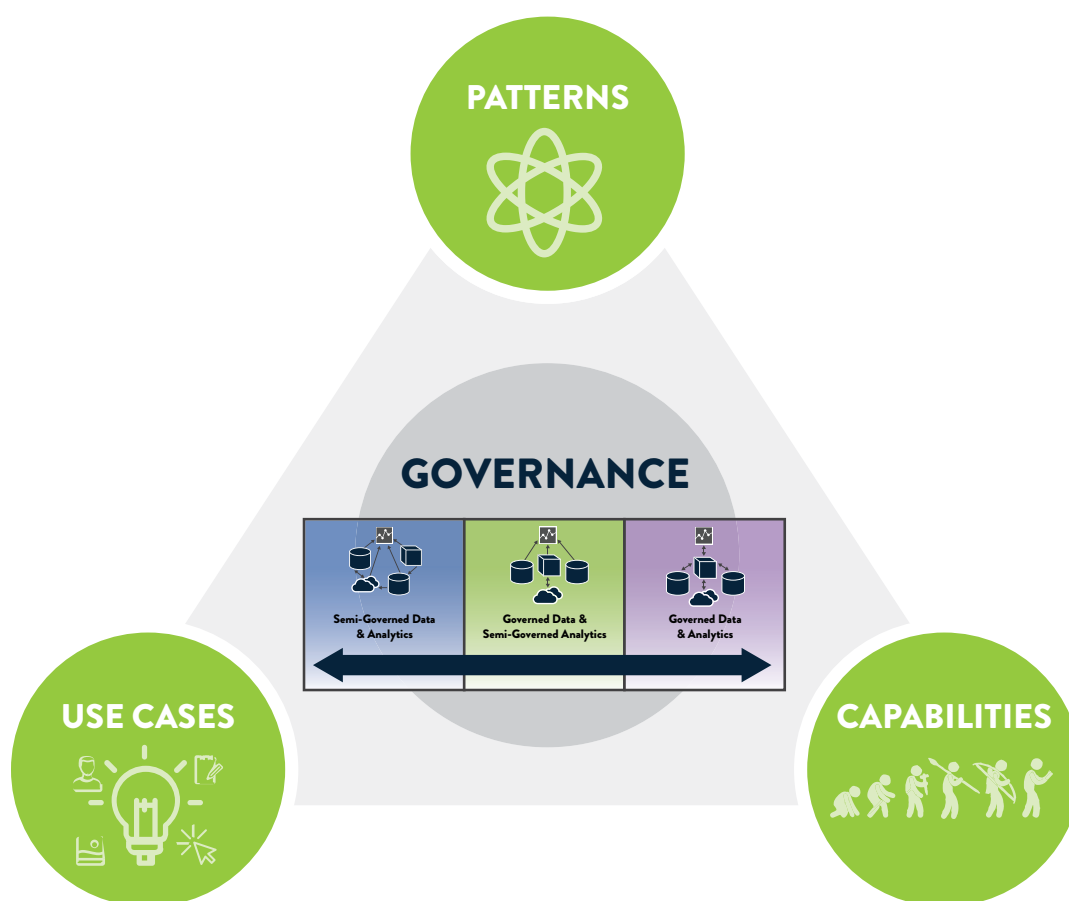 PATTERNS
GOVERNANCE
Semi-Governed Data
& Analytics
Governed Data &
Semi-Governed Analytics
Governed Data
& Analytics
USE CASES
CAPABILITIES